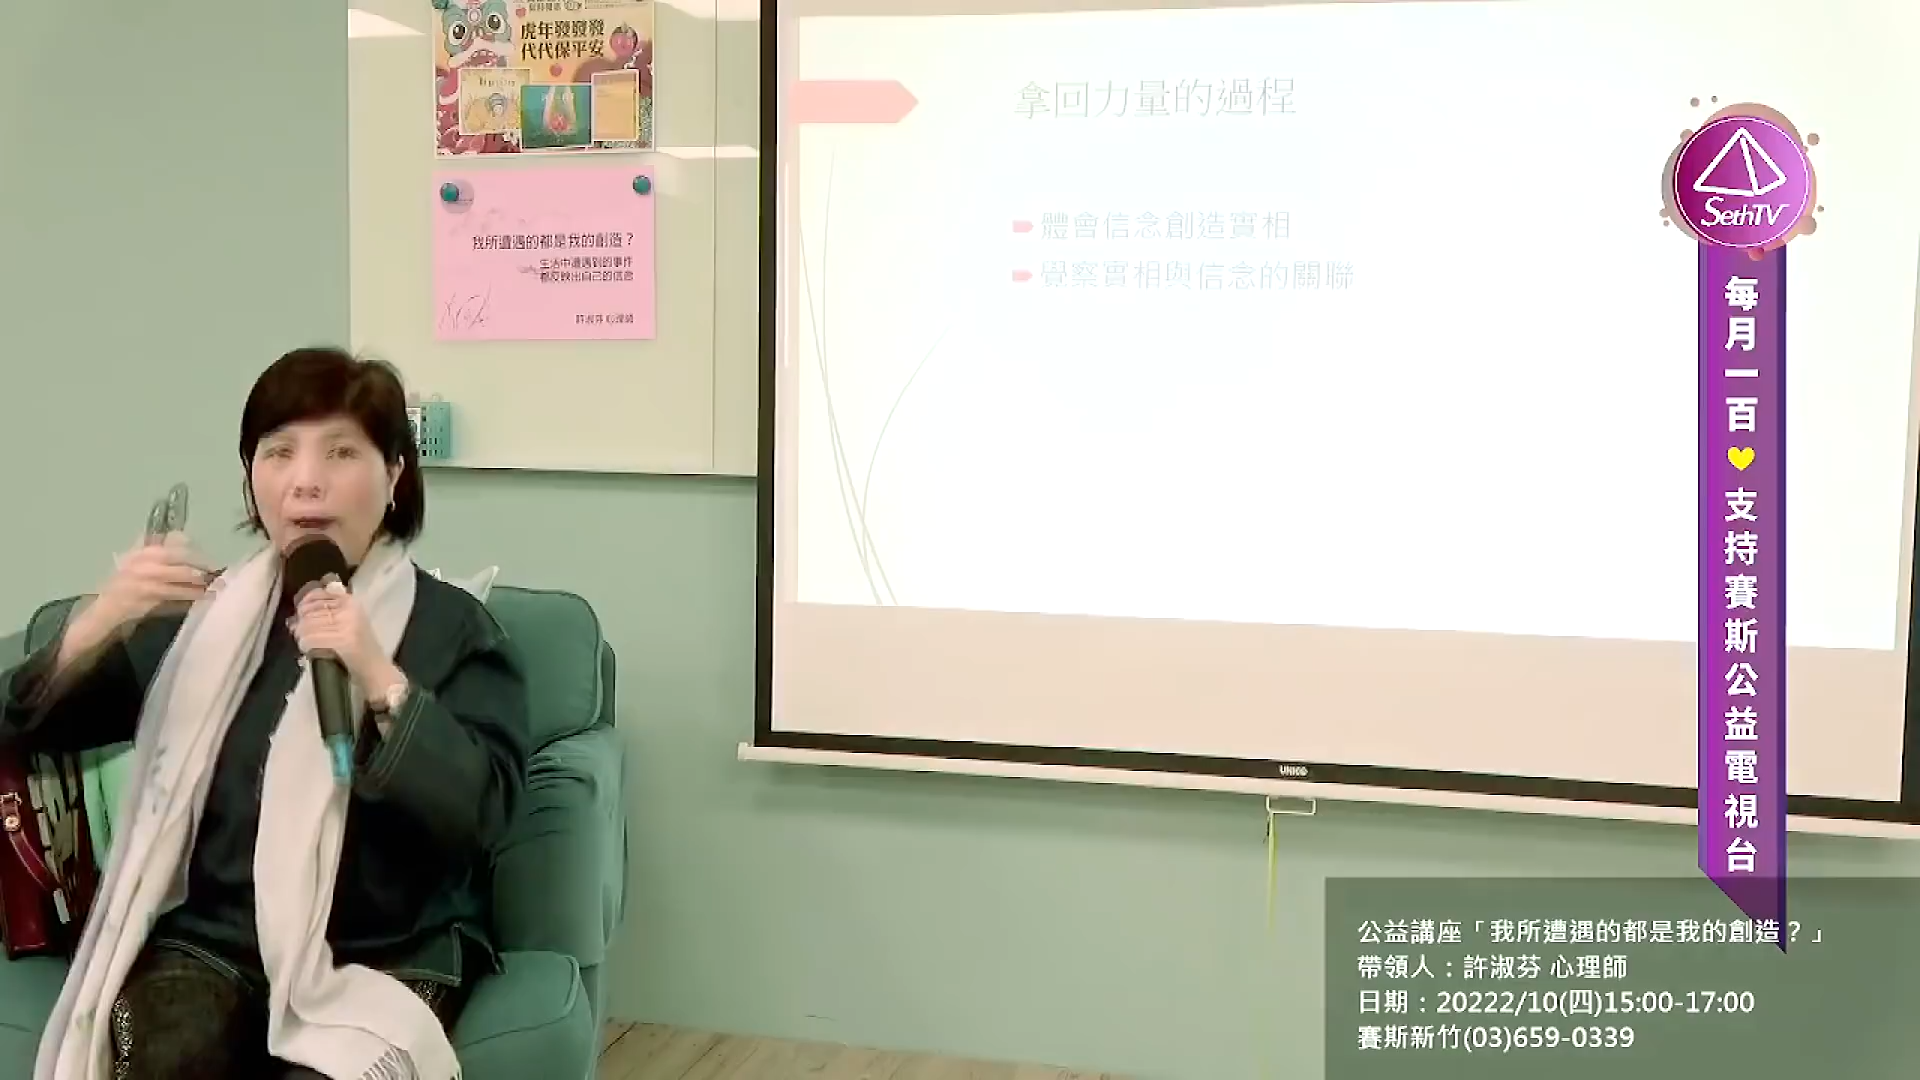 虎年發發發
代代保平安
我所遭遇的都是我的創造？
生活中遭遇到的事件
都反映出自己的信念
許淑芬 心理師
拿回力量的過程
體會信念創造實相
覺察實相與信念的關聯
UNICO
SethTV
每月一百
支持賽斯公益電視台
公益講座「我所遭遇的都是我的創造？」
帶領人：許淑芬 心理師
日期：20222/10(四)15:00-17:00
賽斯新竹(03)659-0339